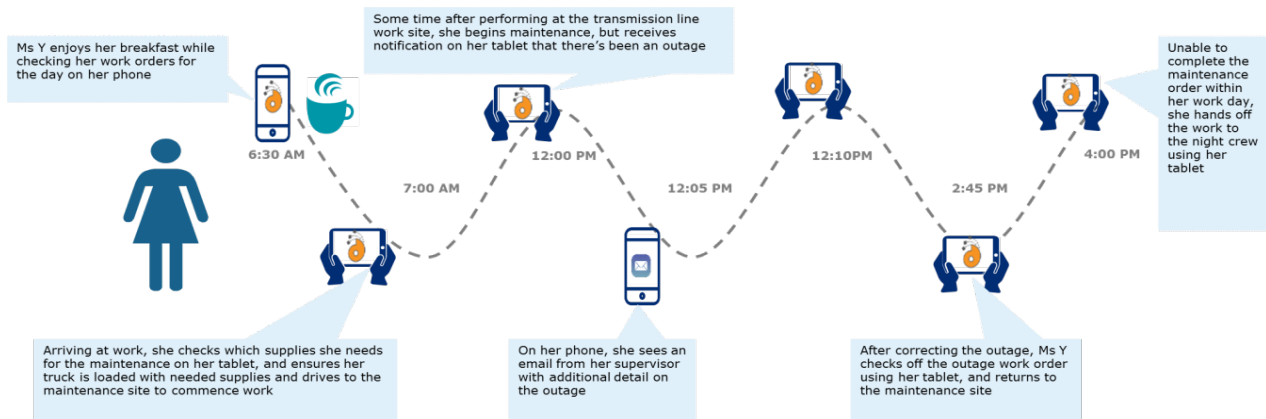 Ms Y enjoys her breakfast while
checking her work orders for
the day on her phone
6:30 AM
Arriving at work, she checks which supplies she needs
for the maintenance on her tablet, and ensures her
truck is loaded with needed supplies and drives to the
maintenance site to commence work
7:00 AM
Some time after performing at the transmission line
work site, she begins maintenance, but receives
notification on her tablet that there's been an outage
12:00 PM
On her phone, she sees an
email from her supervisor
with additional detail on
the outage
12:05 PM
12:10PM
After correcting the outage, Ms Y
checks off the outage work order
using her tablet, and returns to
the maintenance site
2:45 PM
Unable to
complete the
maintenance
order within
her work day,
she hands off
the work to
the night crew
using her
tablet
4:00 PM